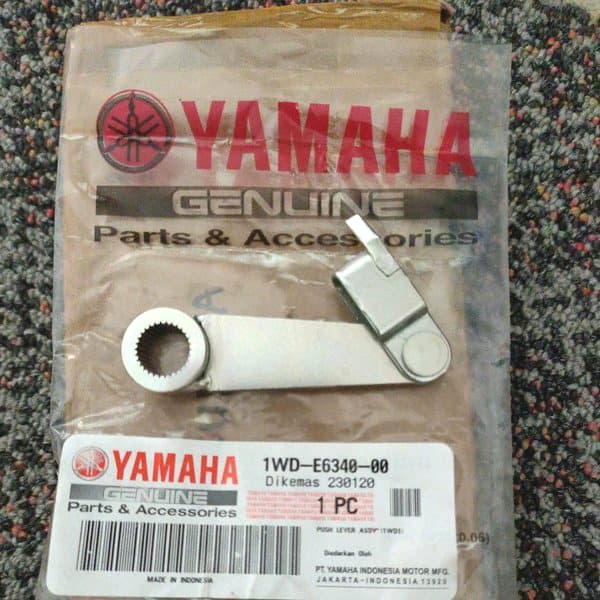 YAMAHA
GENUINE
Parts & Accessories
YAMAHA
GENUINE
Parts & Accessories
MADE IN INDONESIA
1WD-E6340-00
Dikemas 230120
1 PC
PUSH LEVER ASSY (1WD3)
Diedarkan Oleh
PT. YAMAHA INDONESIA MOTOR MFG.
JAKARTA-INDONESIA 13920